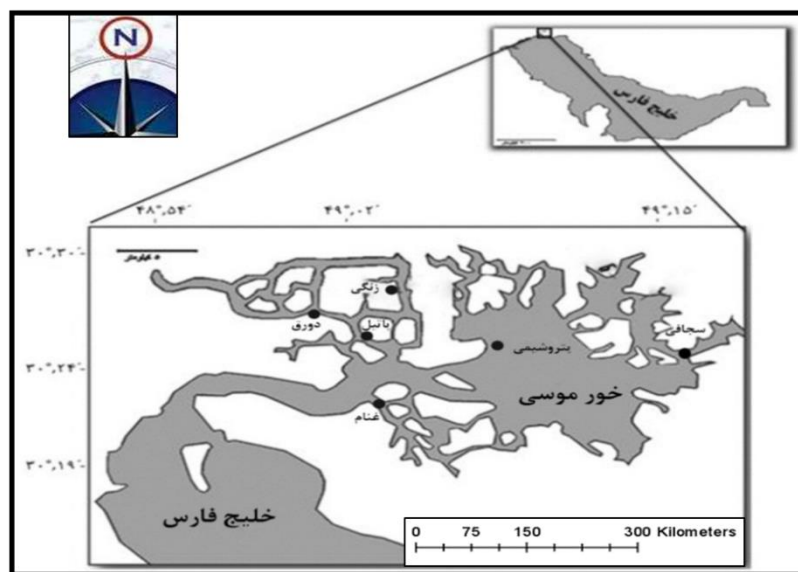 N
خلیج فارس
۴۸°,۵۴´
۴۹°,۰۲´
۴۹°,۱۵´
۳۰°,۳۰´
زنگی
دورق
سجافی
پتروشیمی
۳۰°,۲۴´
خور موسی
غنام
۳۰°,۱۹´
خلیج فارس
0 75 150 300 Kilometers